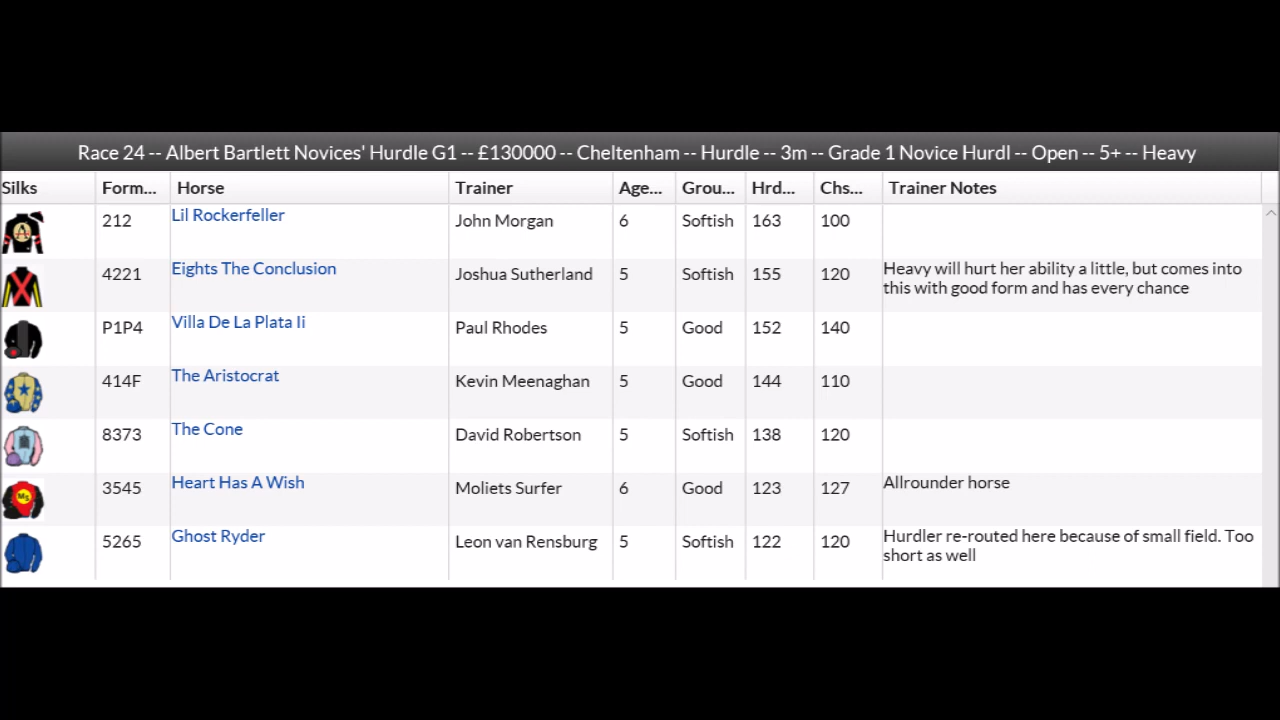 Race 24 -- Albert Bartlett Novices' Hurdle G1 -- £130000 -- Cheltenham -- Hurdle -- 3m -- Grade 1 Novice Hurdl -- Open -- 5+ -- Heavy
Silks Form... Horse Trainer Age... Grou... Hrd... Chs... Trainer Notes
212 Lil Rockerfeller John Morgan 6 Softish 163 100
4221 Eights The Conclusion Joshua Sutherland 5 Softish 155 120 Heavy will hurt her ability a little, but comes into
this with good form and has every chance
P1P4 Villa De La Plata Ii Paul Rhodes 5 Good 152 140
414F The Aristocrat Kevin Meenaghan 5 Good 144 110
8373 The Cone David Robertson 5 Softish 138 120
3545 Heart Has A Wish Moliets Surfer 6 Good 123 127 Allrounder horse
5265 Ghost Ryder Leon van Rensburg 5 Softish 122 120 Hurdler re-routed here because of small field. Too
short as well